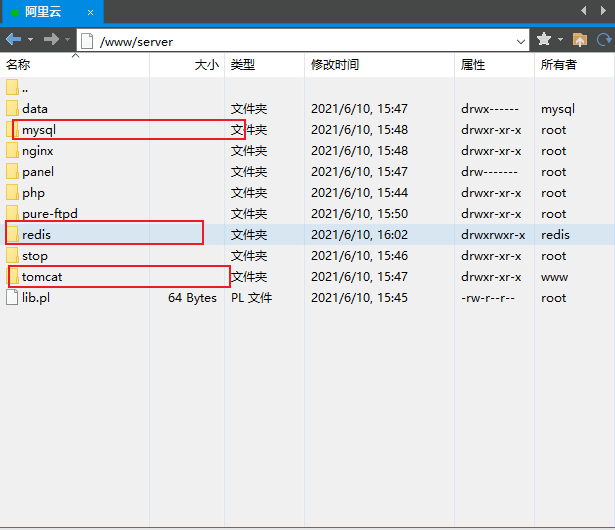 阿里云 ×
/www/server
名称 大小 类型 修改时间 属性 所有者
..
data 文件夹 2021/6/10, 15:47 drwx------ mysql
mysql 文件夹 2021/6/10, 15:48 drwxr-xr-x root
nginx 文件夹 2021/6/10, 15:48 drwxr-xr-x root
panel 文件夹 2021/6/10, 15:47 drw------- root
php 文件夹 2021/6/10, 15:44 drwxr-xr-x root
pure-ftpd 文件夹 2021/6/10, 15:50 drwxr-xr-x root
redis 文件夹 2021/6/10, 16:02 drwxrwxr-x redis
stop 文件夹 2021/6/10, 15:46 drwxr-xr-x root
tomcat 文件夹 2021/6/10, 15:47 drwxr-xr-x www
lib.pl 64 Bytes PL 文件 2021/6/10, 15:45 -rw-r--r-- root